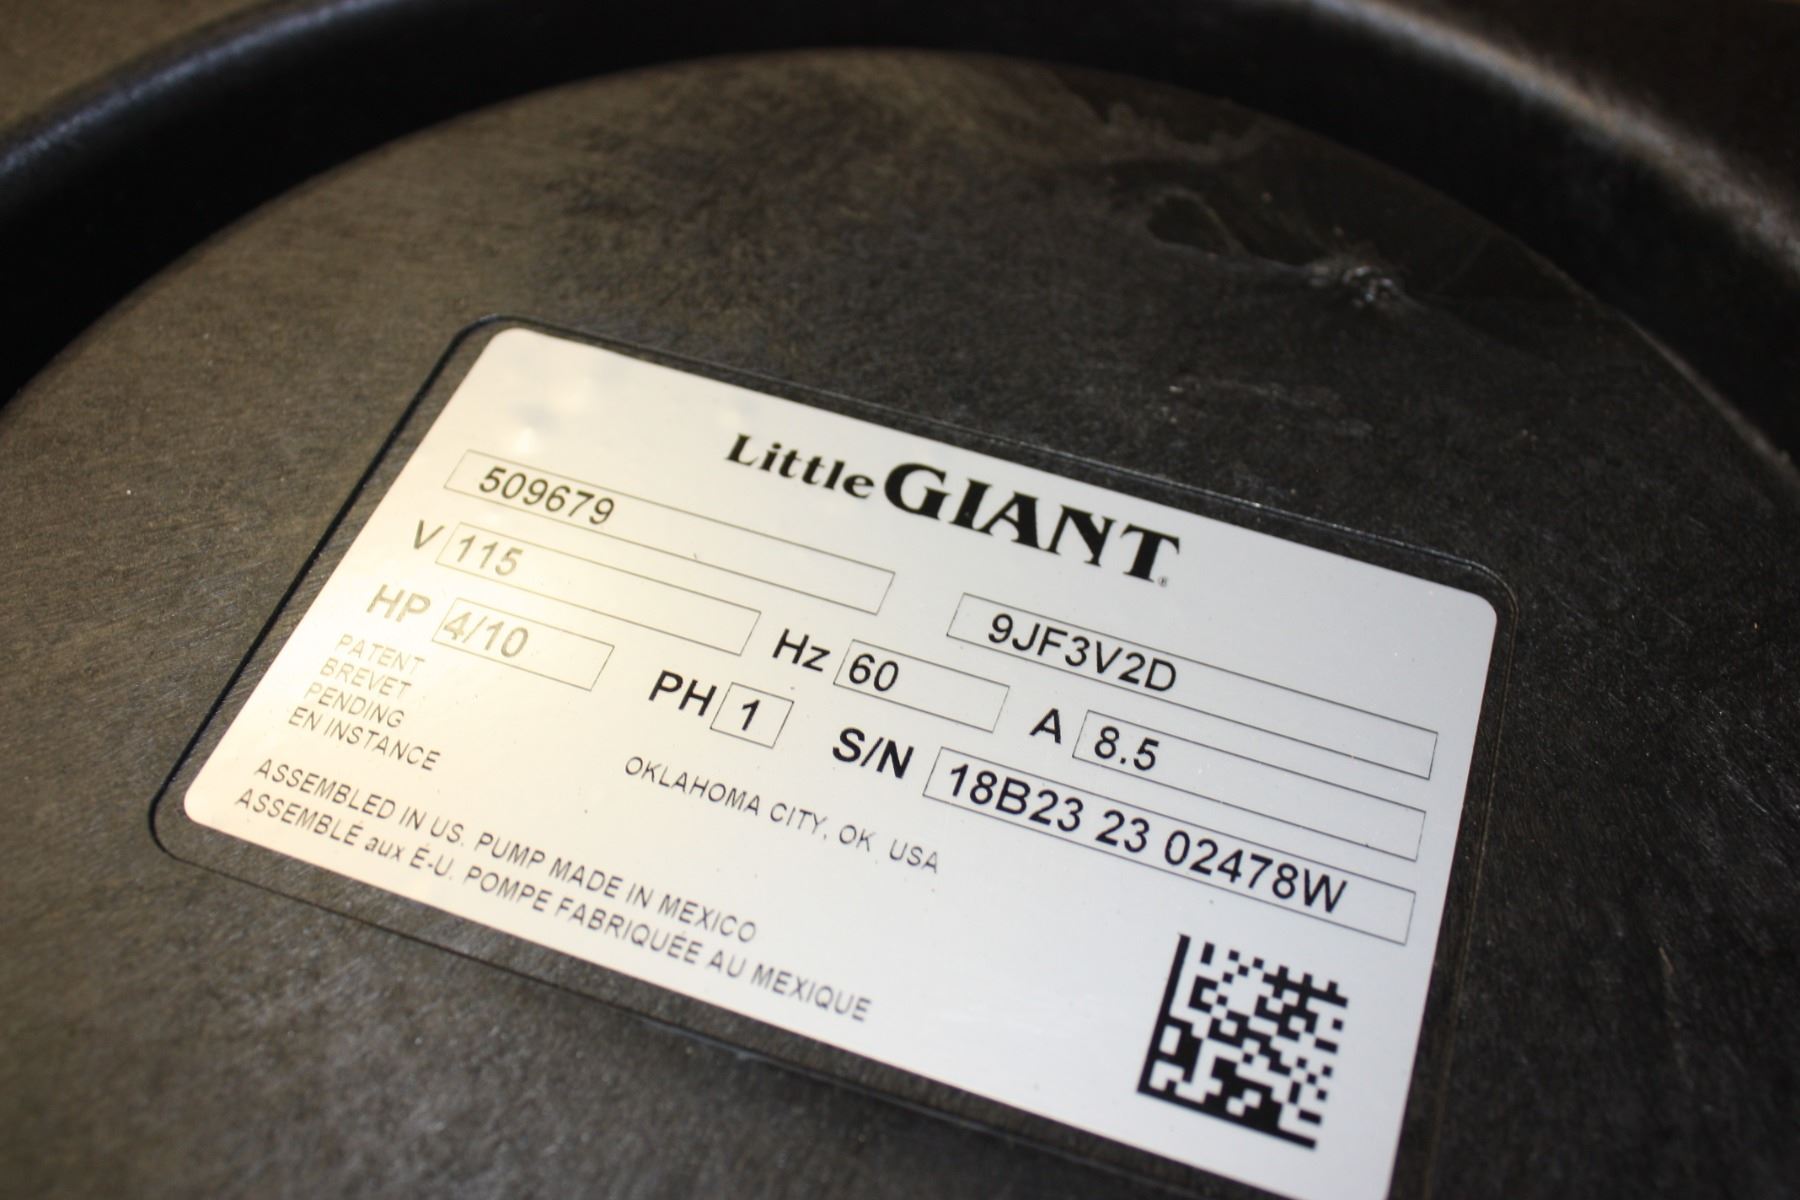 Little GIANT®
509679 9JF3V2D
V 115 Hz 60 A 8.5
HP 4/10 PH 1 S/N 18B23 23 02478W
PATENT
BREVET
PENDING
EN INSTANCE
OKLAHOMA CITY, OK USA
ASSEMBLED IN US. PUMP MADE IN MEXICO
ASSEMBLÉ aux É-U. POMPE FABRIQUÉE AU MEXIQUE